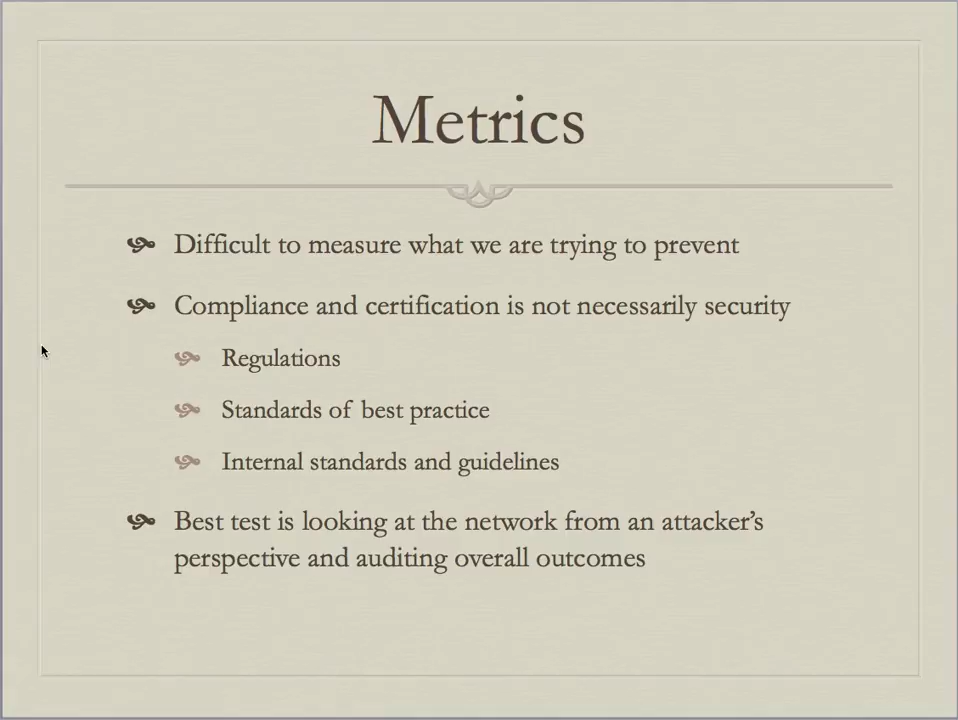 Metrics
Difficult to measure what we are trying to prevent
Compliance and certification is not necessarily security
Regulations
Standards of best practice
Internal standards and guidelines
Best test is looking at the network from an attacker’s
perspective and auditing overall outcomes